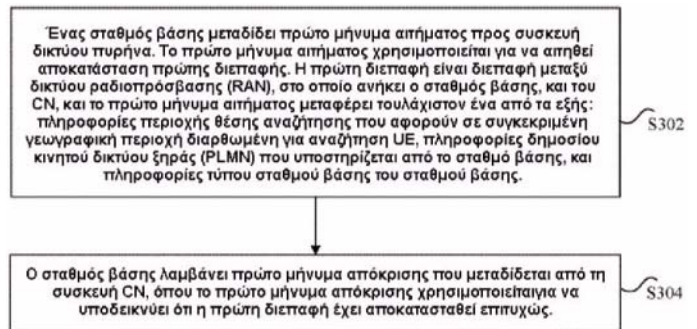 Ένας σταθμός βάσης μεταδίδει πρώτο μήνυμα αιτήματος προς συσκευή
δικτύου πυρήνα. Το πρώτο μήνυμα αιτήματος χρησιμοποιείται για να αιτηθεί
αποκατάσταση πρώτης διεπαφής. Η πρώτη διεπαφή είναι διεπαφή μεταξύ
δικτύου ραδιοπρόσβασης (RAN), στο οποίο ανήκει ο σταθμός βάσης, και του
CN, και το πρώτο μήνυμα αιτήματος μεταφέρει τουλάχιστον ένα από τα εξής:
πληροφορίες περιοχής θέσης αναζήτησης που αφορούν σε συγκεκριμένη
γεωγραφική περιοχή διαρθωμένη για αναζήτηση UE, πληροφορίες δημοσίου
κινητού δικτύου ξηράς (PLMN) που υποστηρίζεται από το σταθμό βάσης, και
πληροφορίες τύπου σταθμού βάσης του σταθμού βάσης.
S302
Ο σταθμός βάσης λαμβάνει πρώτο μήνυμα απόκρισης που μεταδίδεται από τη
συσκευή CN, όπου το πρώτο μήνυμα απόκρισης χρησιμοποιείταιγια να
υποδεικνύει ότι η πρώτη διεπαφή έχει αποκατασταθεί επιτυχώς.
S304